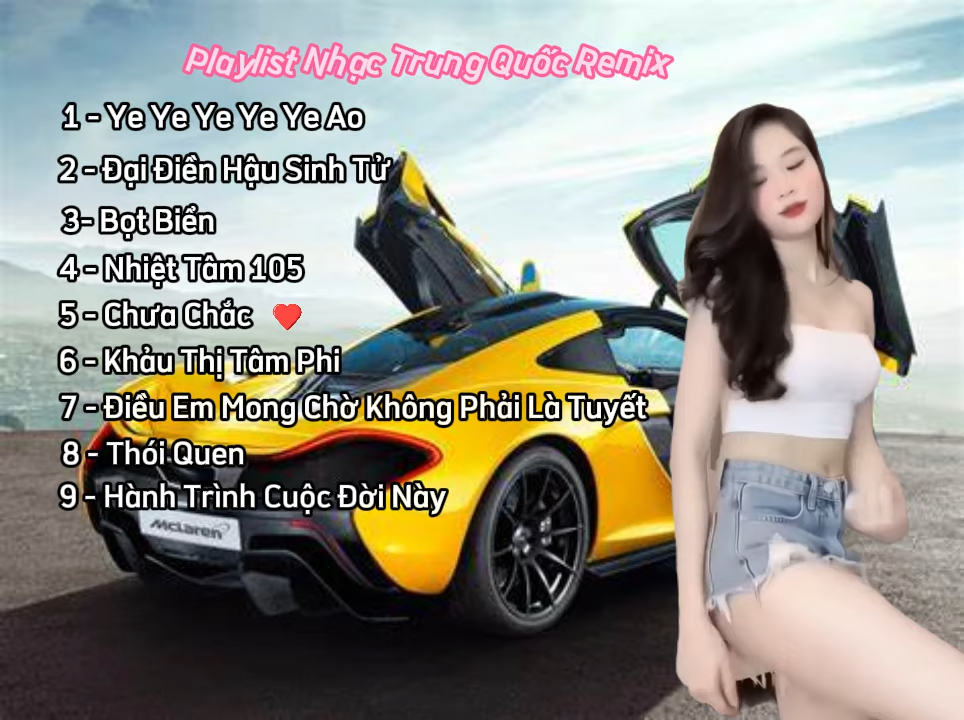 Playlist Nhạc Trung Quốc Remix
1 - Ye Ye Ye Ye Ye Ao
2 - Đại Điền Hậu Sinh Tử
3- Bọt Biển
4 - Nhiệt Tâm 105
5 - Chưa Chắc ♥
6 - Khảu Thị Tâm Phi
7 - Điều Em Mong Chờ Không Phải Là Tuyết
8 - Thói Quen
9 - Hành Trình Cuộc Đời Này
McLaren